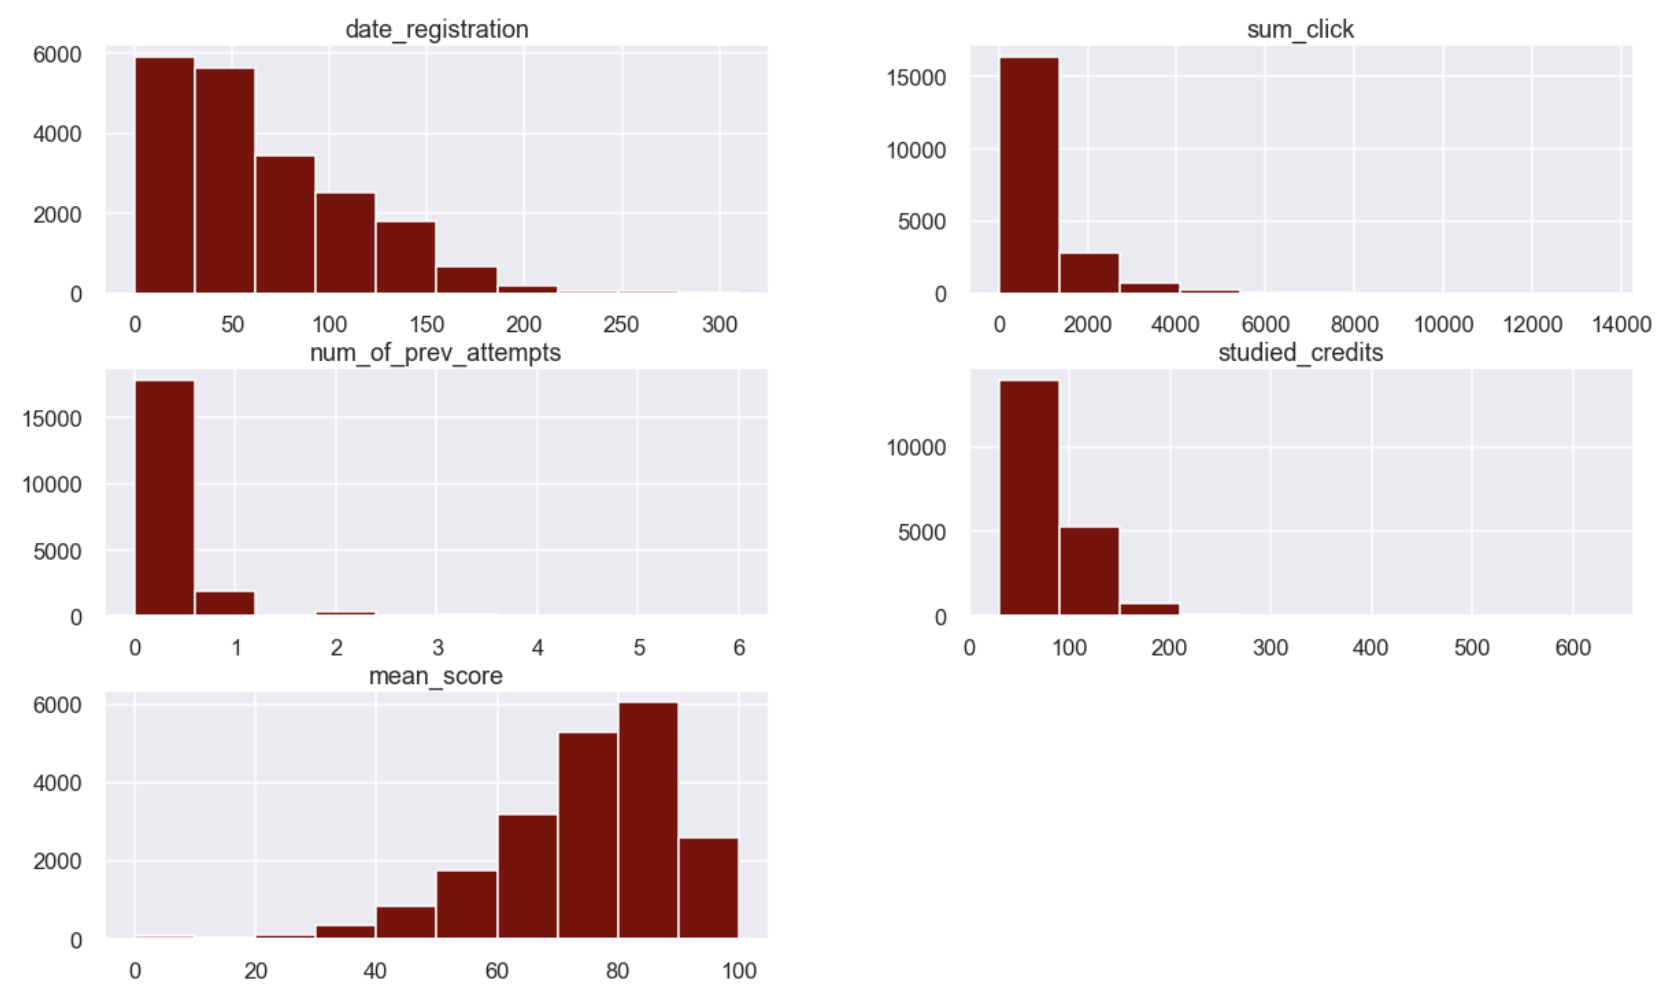 date_registration
6000
4000
2000
0
0 50 100 150 200 250 300
sum_click
15000
10000
5000
0
0 2000 4000 6000 8000 10000 12000 14000
num_of_prev_attempts
15000
10000
5000
0
0 1 2 3 4 5 6
studied_credits
10000
5000
0
0 100 200 300 400 500 600
mean_score
6000
4000
2000
0
0 20 40 60 80 100